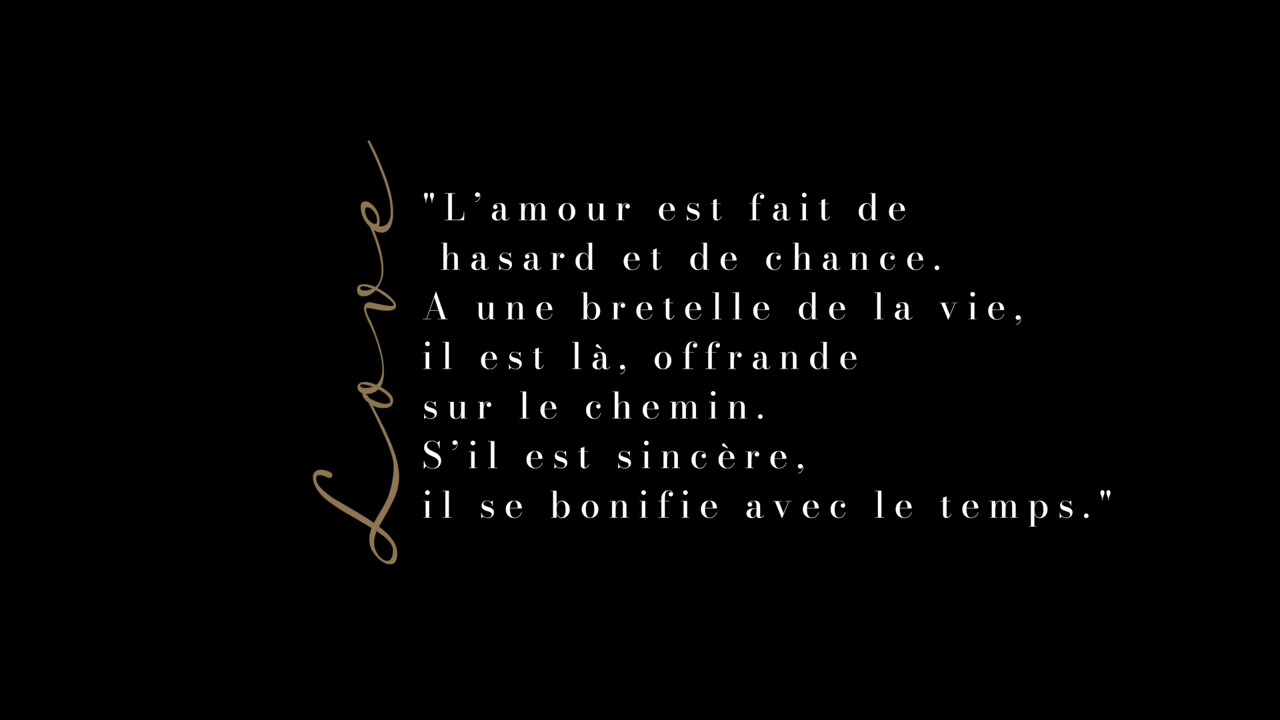 Love
"L’amour est fait de
hasard et de chance.
A une bretelle de la vie,
il est là, offrande
sur le chemin.
S’il est sincère,
il se bonifie avec le temps."